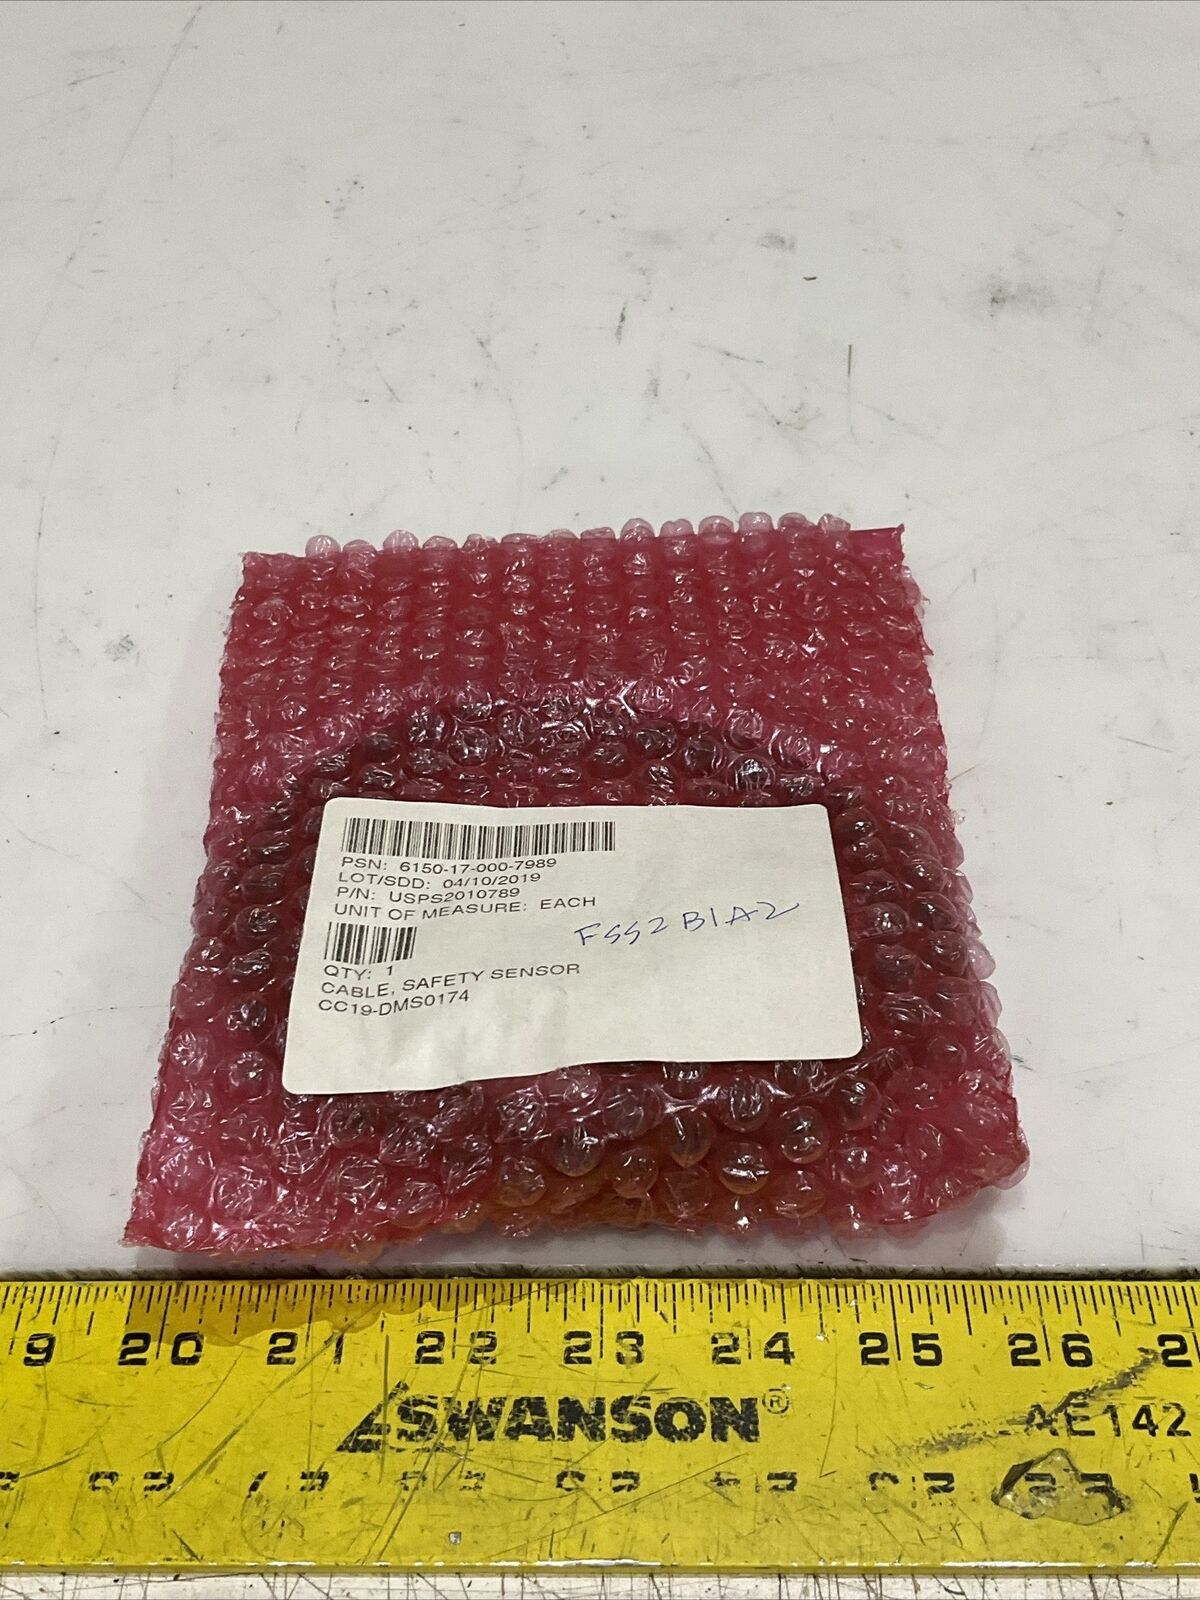 PSN: 6150-17-000-7989
LOT/SDD: 04/10/2019
P/N: USPS2010789
UNIT OF MEASURE: EACH
FSS2B1A2
QTY: 1
CABLE, SAFETY SENSOR
CC19-DMS0174
9 20 21 22 23 24 25 26 2
SWANSON®
AE142